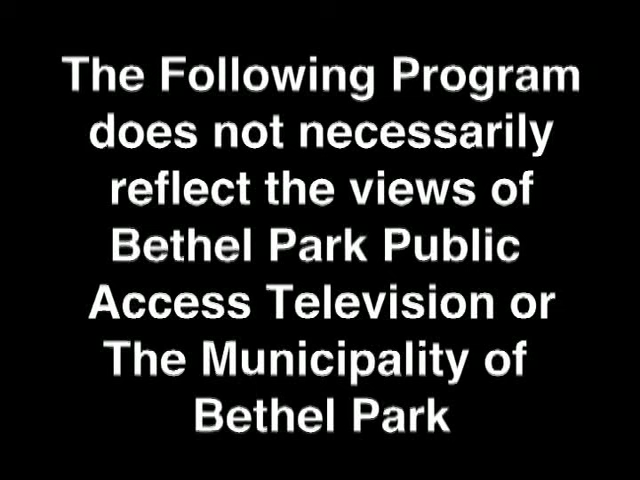 The Following Program
does not necessarily
reflect the views of
Bethel Park Public
Access Television or
The Municipality of
Bethel Park